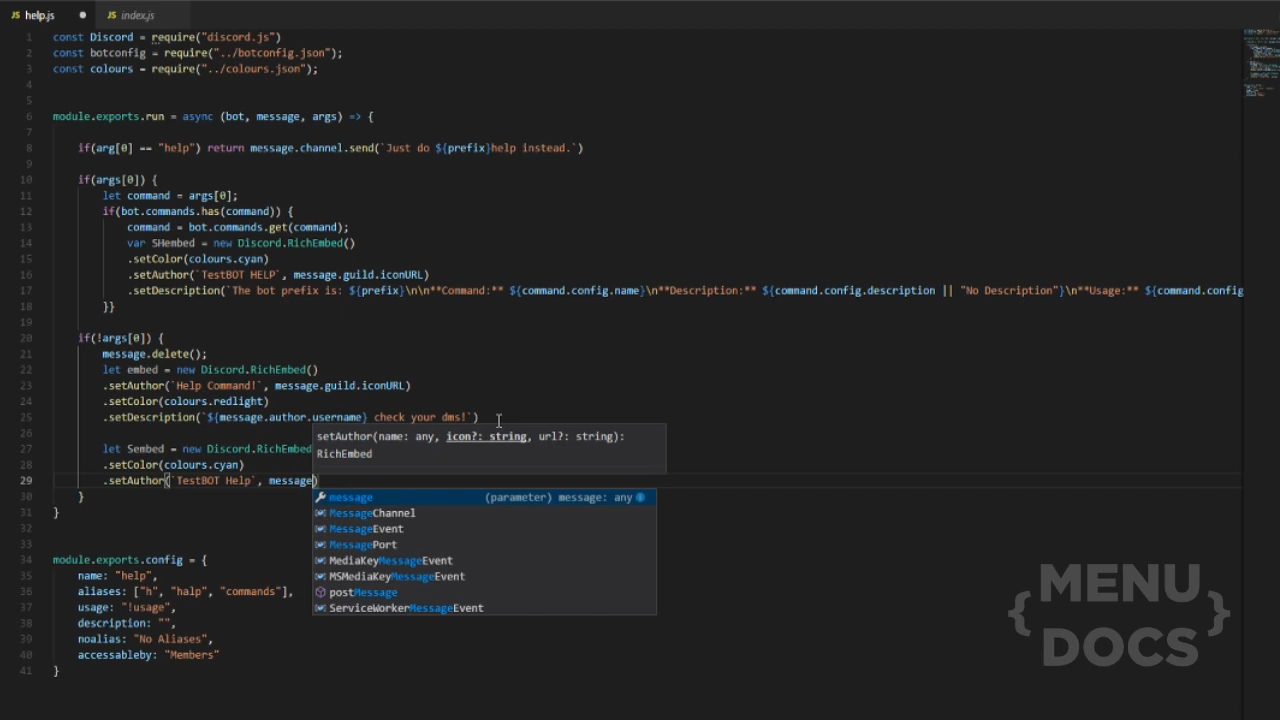 JS help.js ● JS index.js
1 const Discord = require("discord.js")
2 const botconfig = require("../botconfig.json");
3 const colours = require("../colours.json");
4
5
6 module.exports.run = async (bot, message, args) => {
7
8 if(arg[0] == "help") return message.channel.send(`Just do ${prefix}help instead.`)
9
10 if(args[0]) {
11 let command = args[0];
12 if(bot.commands.has(command)) {
13 command = bot.commands.get(command);
14 var SHembed = new Discord.RichEmbed()
15 .setColor(colours.cyan)
16 .setAuthor(`TestBOT HELP`, message.guild.iconURL)
17 .setDescription(`The bot prefix is: ${prefix}\n\n**Command:** ${command.config.name}\n**Description:** ${command.config.description || "No Description"}\n**Usage:** ${command.config
18 }}
19
20 if(!args[0]) {
21 message.delete();
22 let embed = new Discord.RichEmbed()
23 .setAuthor(`Help Command!`, message.guild.iconURL)
24 .setColor(colours.redlight)
25 .setDescription(`${message.author.username} check your dms!`)
26
setAuthor(name: any, icon?: string, url?: string):
27 let Sembed = new Discord.RichEmbed
RichEmbed
28 .setColor(colours.cyan)
29 .setAuthor(`TestBOT Help`, message)
30 }
message (parameter) message: any
31 }
MessageChannel
32
MessageEvent
33
MessagePort
34 module.exports.config = {
MediaKeyMessageEvent
35 name: "help",
MSMediaKeyMessageEvent
36 aliases: ["h", "halp", "commands"],
postMessage
37 usage: "!usage",
ServiceWorkerMessageEvent
38 description: "",
39 noalias: "No Aliases",
40 accessableby: "Members"
41 }
{ MENU
DOCS }